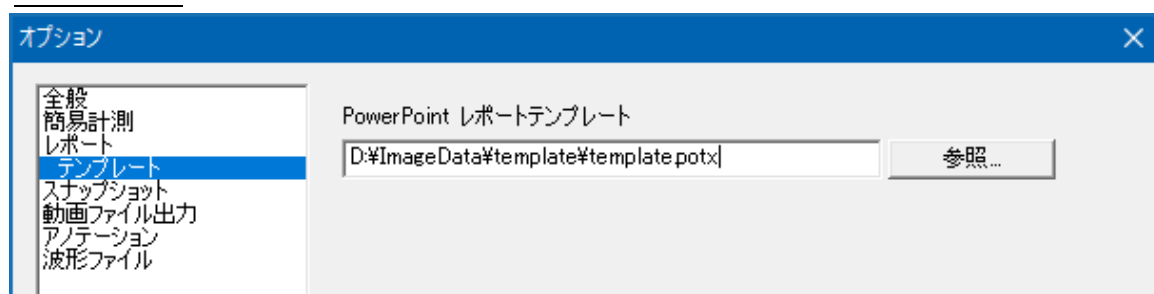 オプション
全般
簡易計測
レポート
テンプレート
スナップショット
動画ファイル出力
アノテーション
波形ファイル
PowerPoint レポートテンプレート
D:¥ImageData¥template¥template.potx
参照...